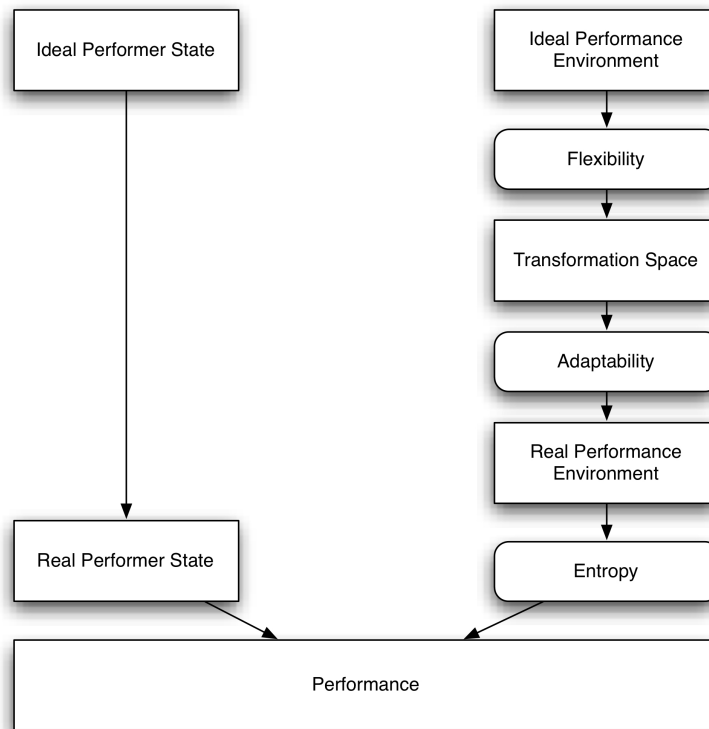 Ideal Performer State
Ideal Performance
Environment
Flexibility
Transformation Space
Adaptability
Real Performance
Environment
Real Performer State
Entropy
Performance